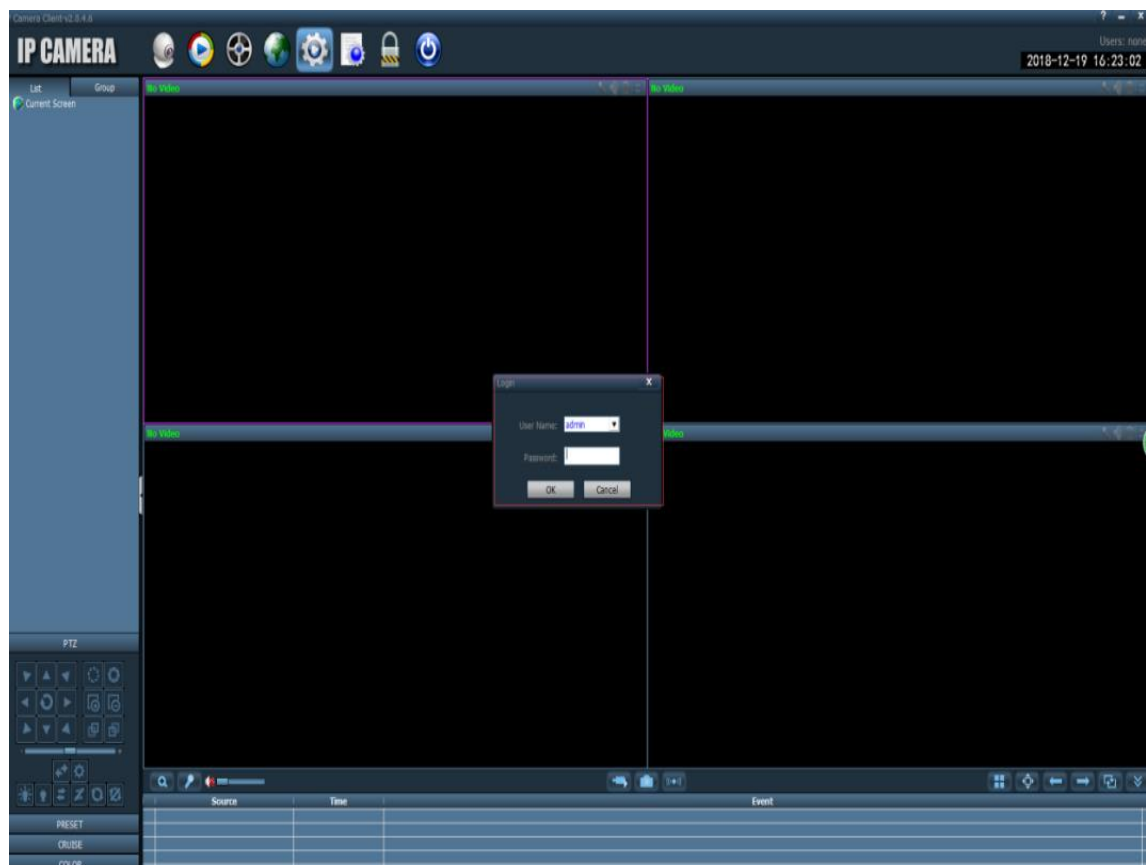 Camera Client-v2.0.4.6
? – X
IP CAMERA
Users: none
2018-12-19 16:23:02
List Group
Current Screen
No Video
No Video
Login X
User Name: admin
Password:
OK Cancel
No Video
Video
PTZ
Source Time Event
PRESET
CRUISE
COLOR